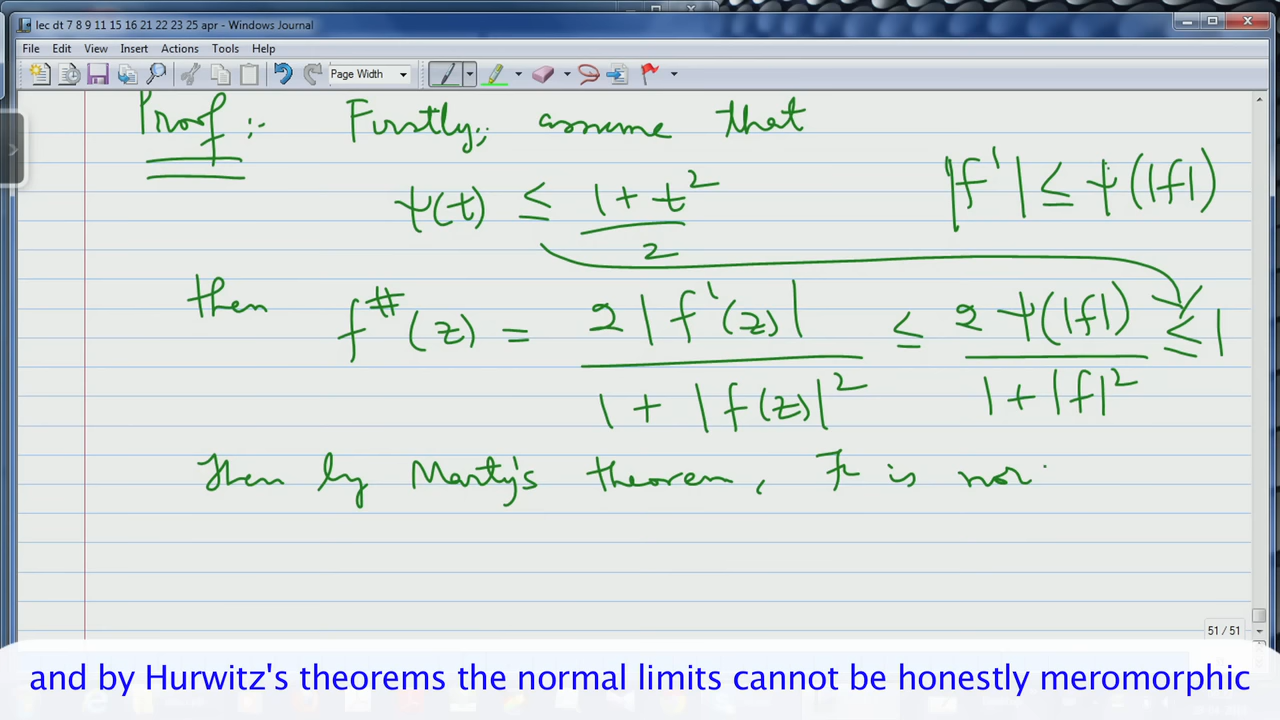 lec dt 7 8 9 11 15 16 21 22 23 25 apr - Windows Journal
File Edit View Insert Actions Tools Help
Page Width
Proof :- Firstly, assume that
|f'| ≤ ψ(|f|)
ψ(t) ≤ (1 + t²)/2
then f^#(z) = 2|f'(z)| / (1 + |f(z)|²) ≤ 2ψ(|f|) / (1 + |f|²) ≤ 1
Then by Marty's theorem, ℱ is nor
51 / 51
and by Hurwitz's theorems the normal limits cannot be honestly meromorphic